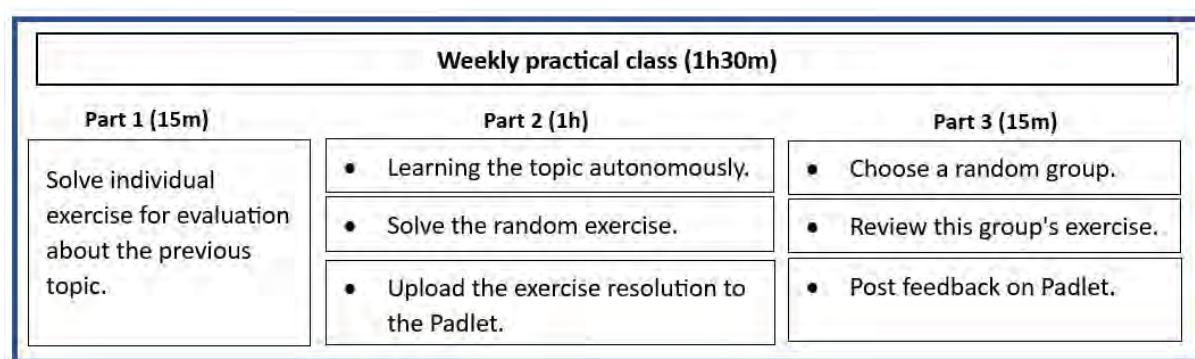 Weekly practical class (1h30m)
Part 1 (15m)
Solve individual
exercise for evaluation
about the previous
topic.
Part 2 (1h)
• Learning the topic autonomously.
• Solve the random exercise.
• Upload the exercise resolution to
the Padlet.
Part 3 (15m)
• Choose a random group.
• Review this group's exercise.
• Post feedback on Padlet.